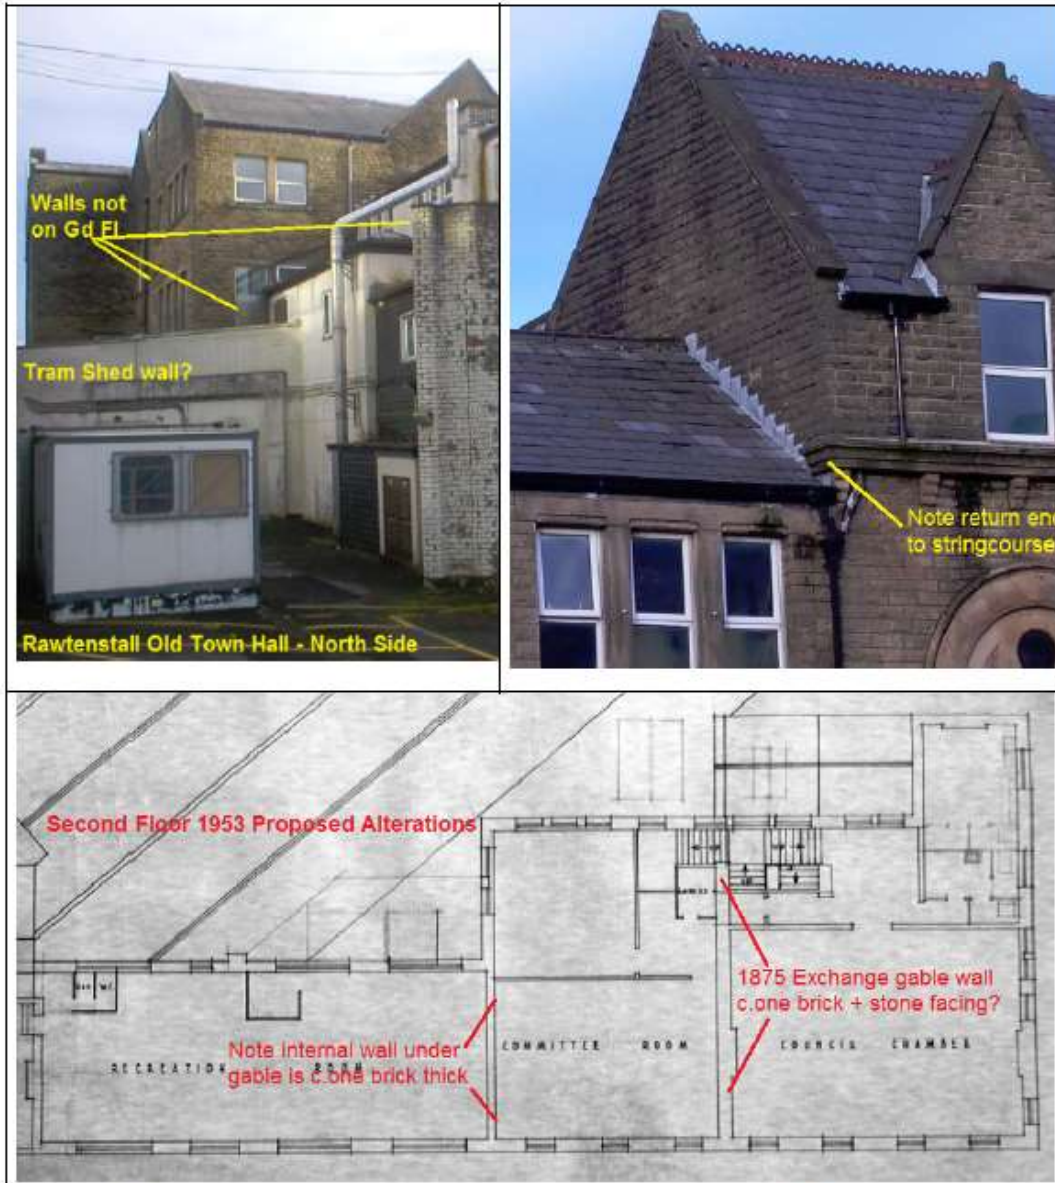 Walls not
on Gd Fl
Tram Shed wall?
Rawtenstall Old Town Hall - North Side
Note return end
to stringcourse
Second Floor 1953 Proposed Alterations
1875 Exchange gable wall
c.one brick + stone facing?
Note internal wall under
gable is c.one brick thick
COMMITTEE ROOM
COUNCIL CHAMBER
RECREATION ROOM